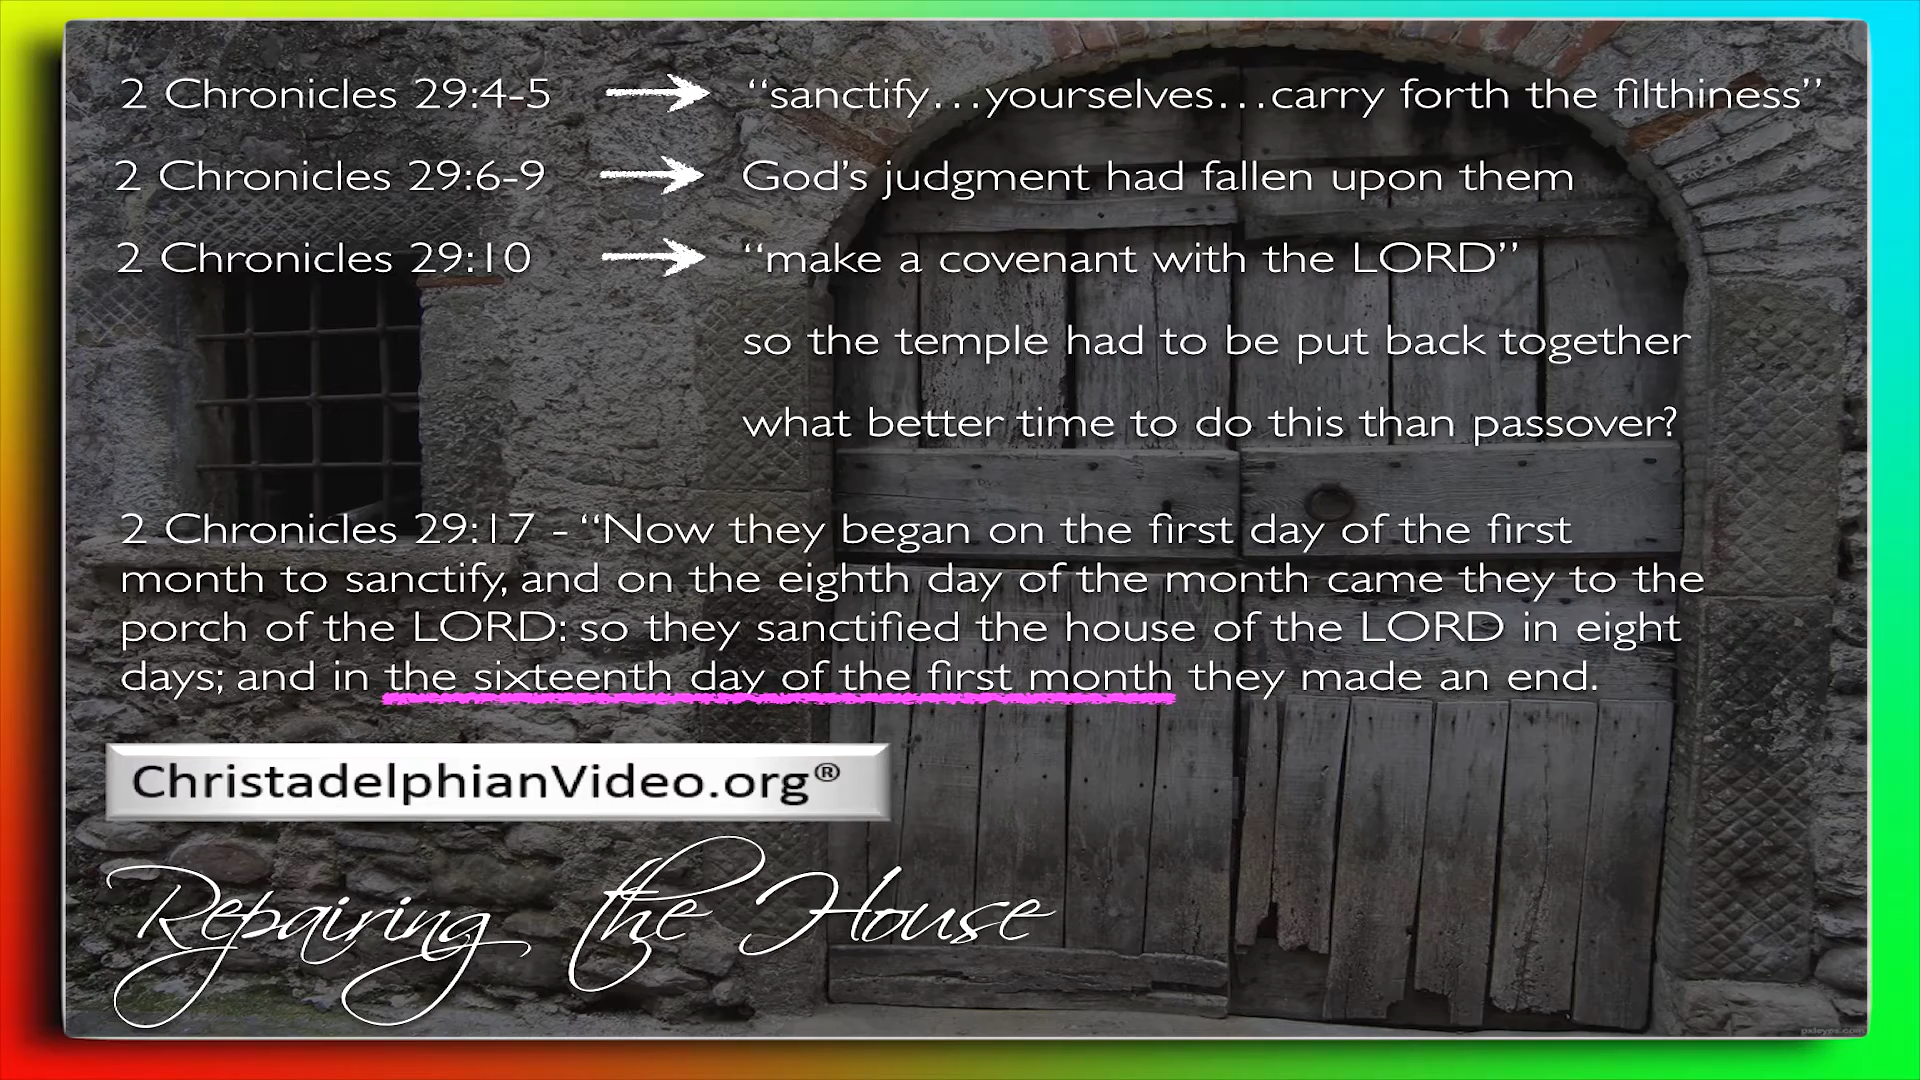 2 Chronicles 29:4-5 → “sanctify…yourselves…carry forth the filthiness”
2 Chronicles 29:6-9 → God’s judgment had fallen upon them
2 Chronicles 29:10 → “make a covenant with the LORD”
so the temple had to be put back together
what better time to do this than passover?
2 Chronicles 29:17 - “Now they began on the first day of the first
month to sanctify, and on the eighth day of the month came they to the
porch of the LORD: so they sanctified the house of the LORD in eight
days; and in the sixteenth day of the first month they made an end.
ChristadelphianVideo.org®
Repairing the House
pxleyes.com